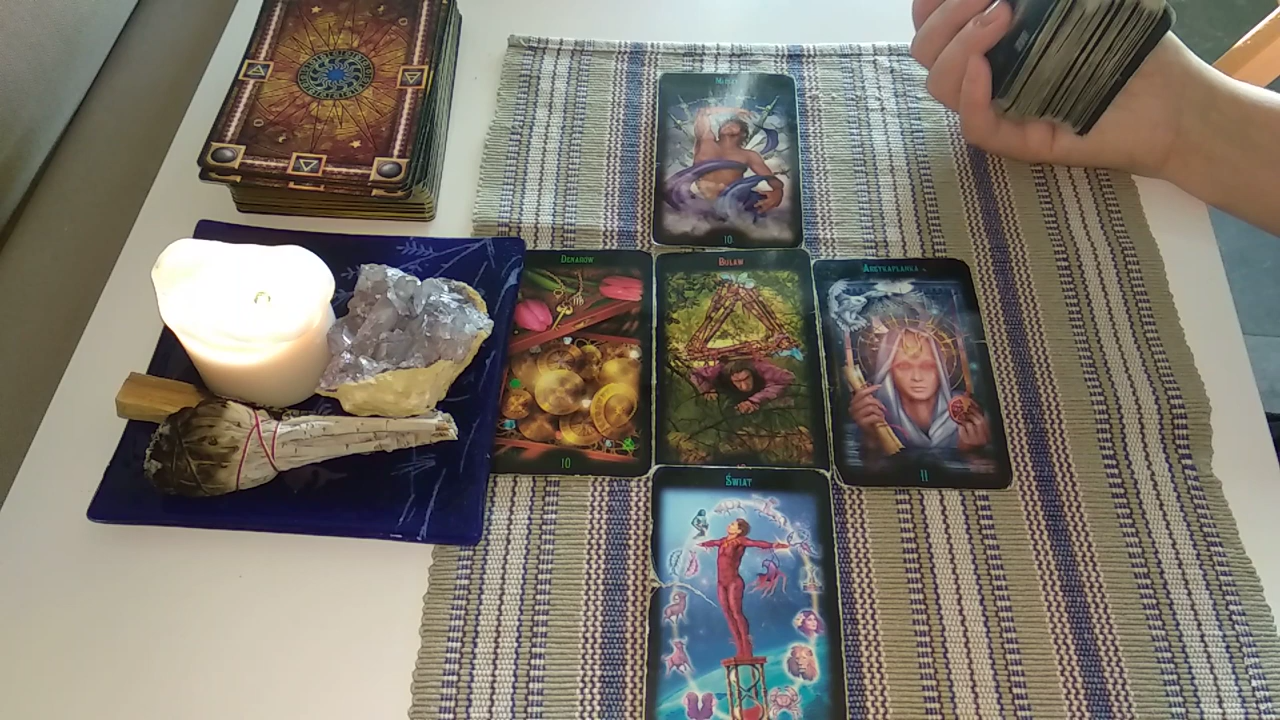 10
DENARÓW
10
BUŁAW
ARCYKAPŁANKA
II
ŚWIAT